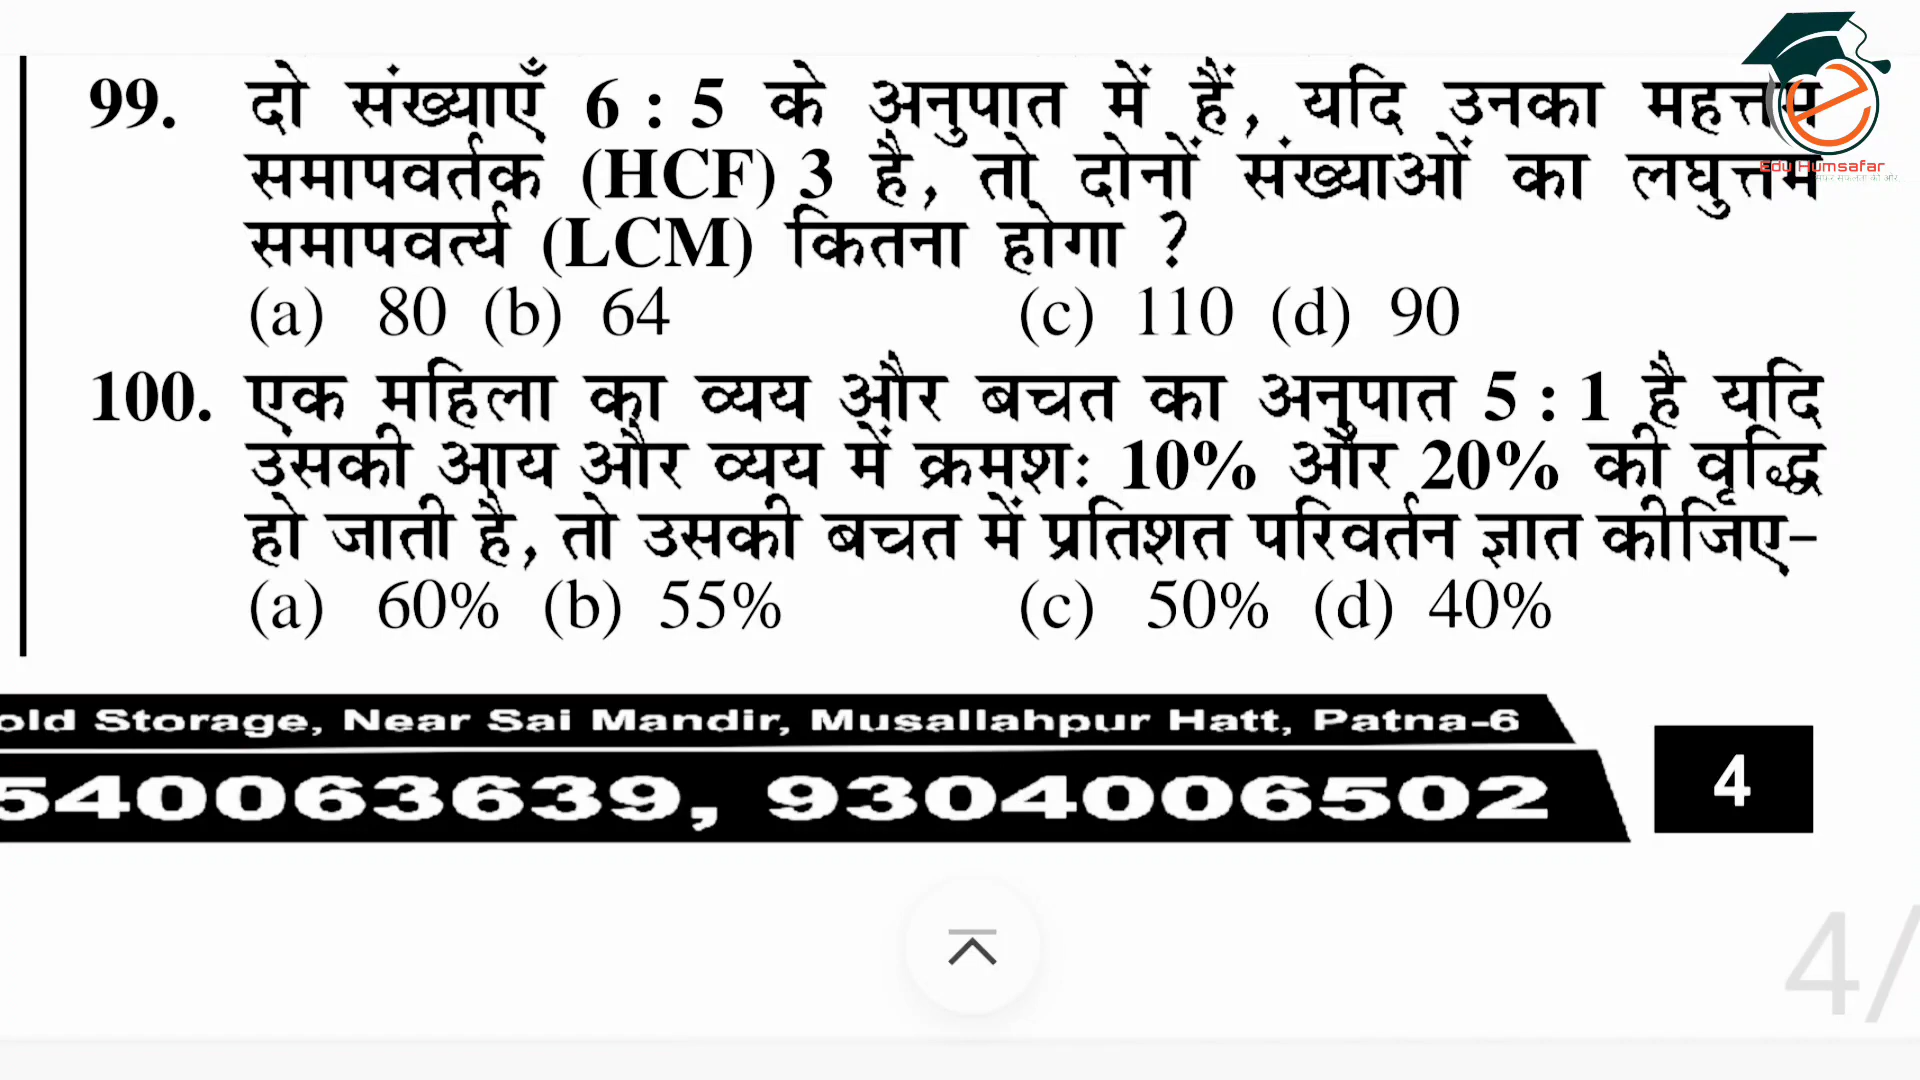 99. दो संख्याएँ 6 : 5 के अनुपात में हैं, यदि उनका महत्तम
समापवर्तक (HCF) 3 है, तो दोनों संख्याओं का लघुत्तम
समापवर्त्य (LCM) कितना होगा ?
(a) 80 (b) 64 (c) 110 (d) 90
100. एक महिला का व्यय और बचत का अनुपात 5 : 1 है यदि
उसकी आय और व्यय में क्रमशः 10% और 20% की वृद्धि
हो जाती है, तो उसकी बचत में प्रतिशत परिवर्तन ज्ञात कीजिए–
(a) 60% (b) 55% (c) 50% (d) 40%
old Storage, Near Sai Mandir, Musallahpur Hatt, Patna-6
540063639, 9304006502
4
4/
Edu Humsafar